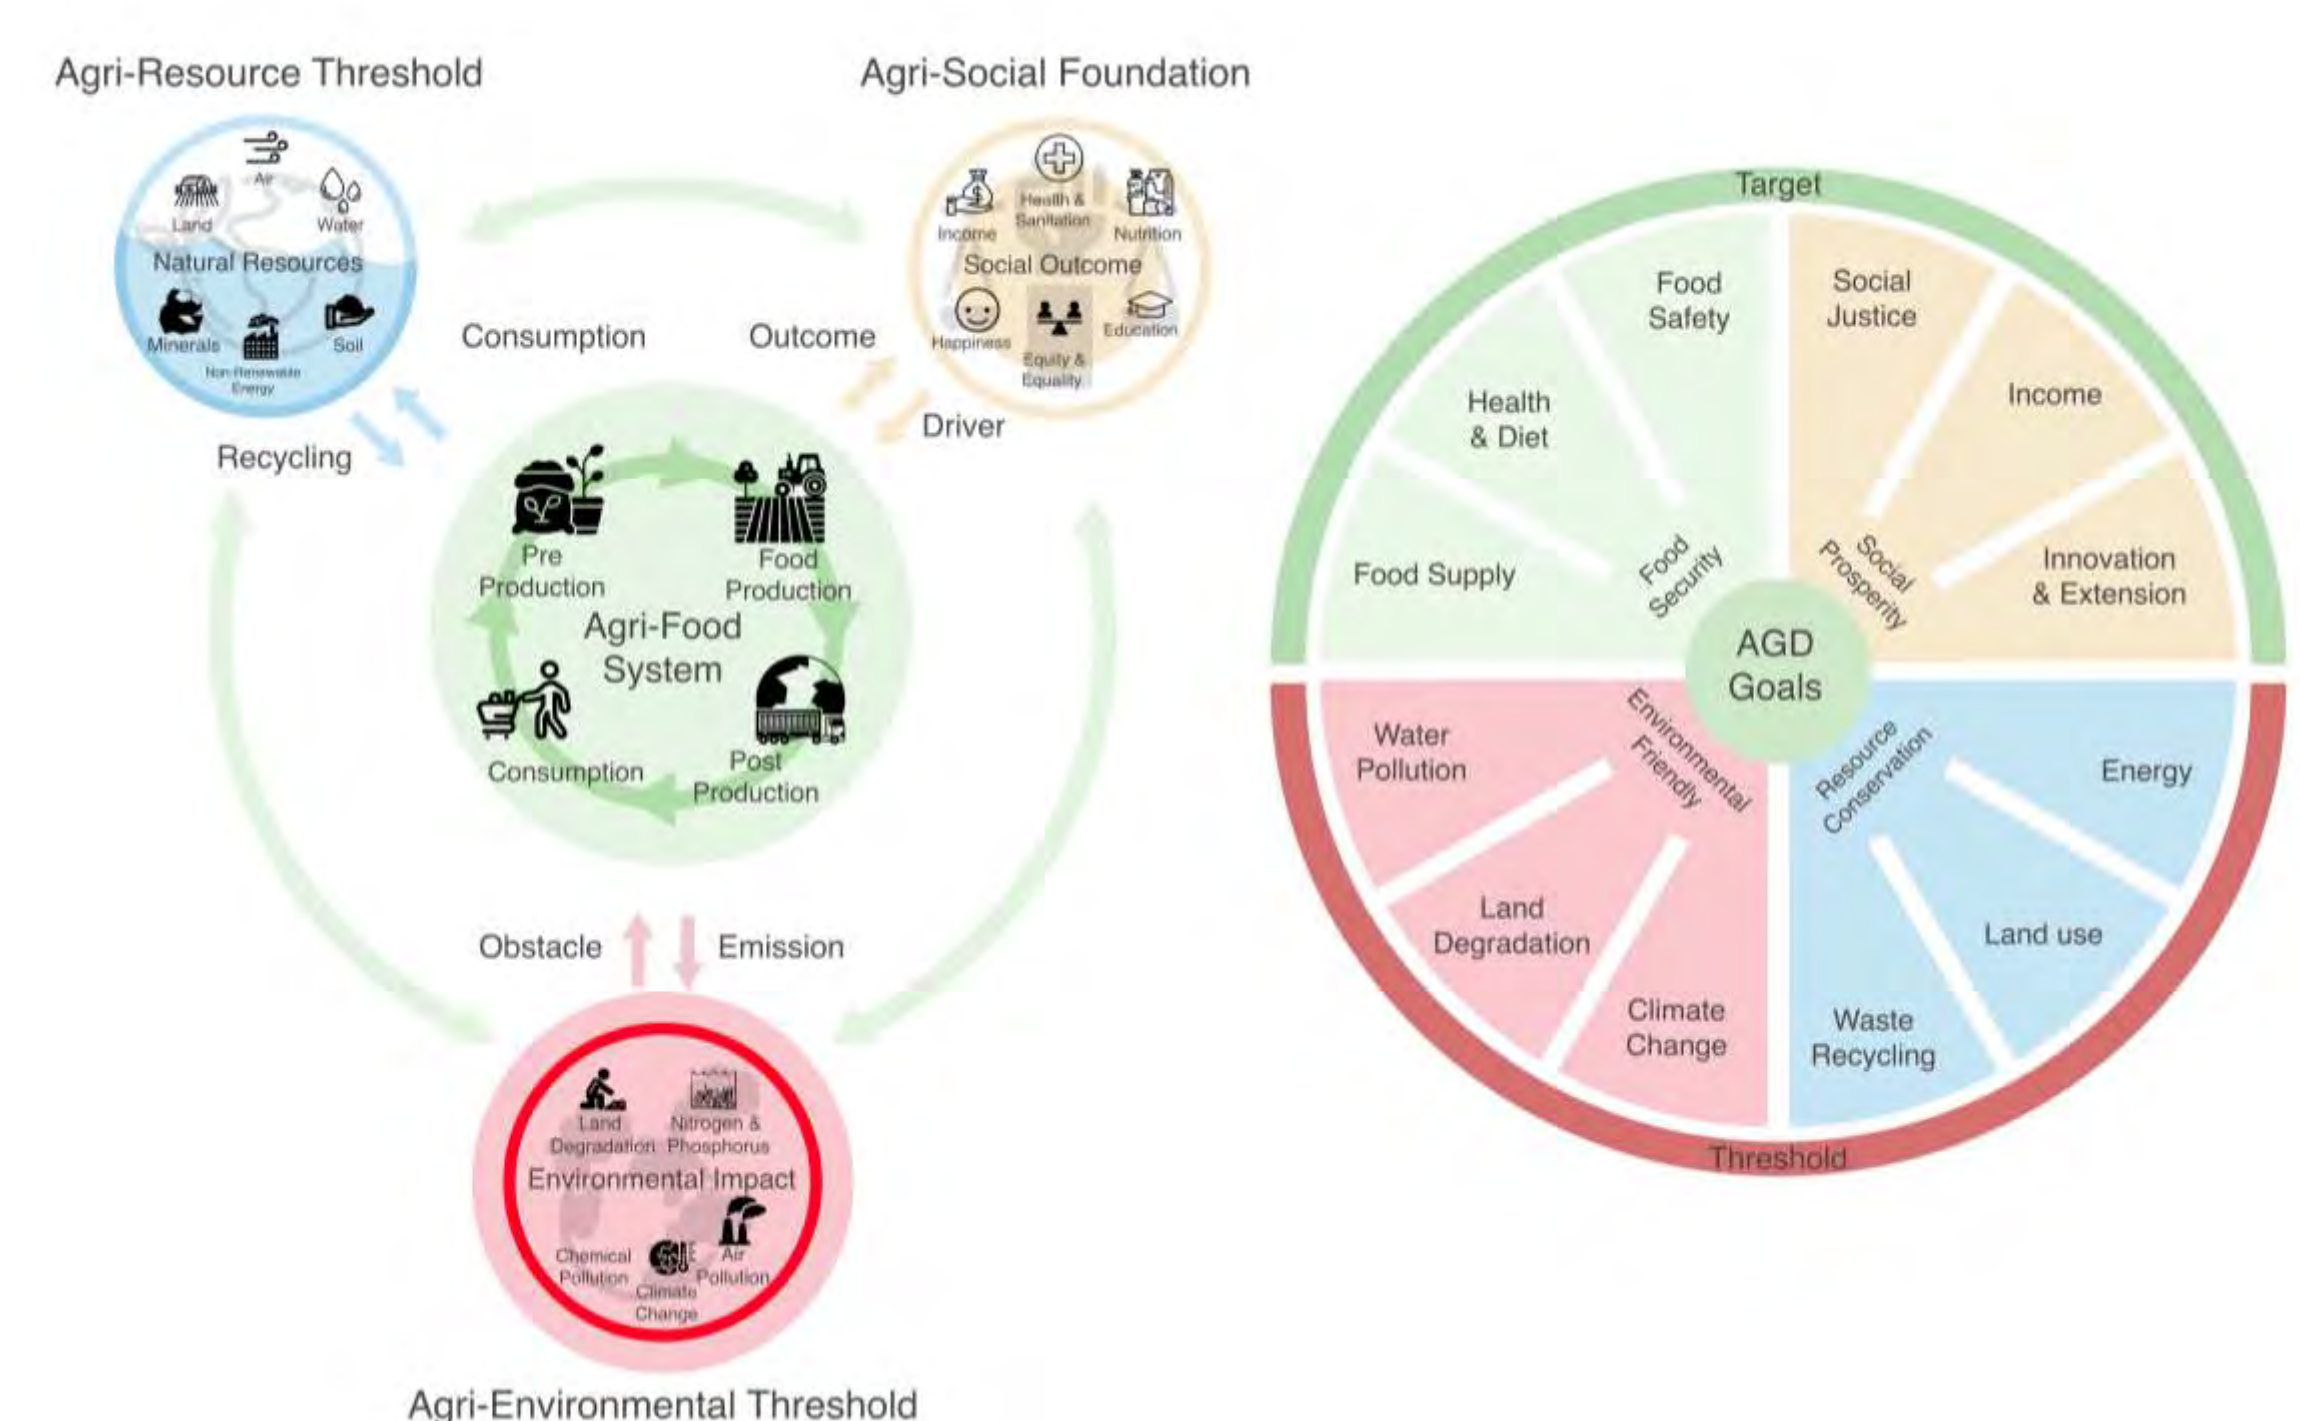 Agri-Resource Threshold
Air
Land
Water
Natural Resources
Minerals
Soil
Non-Renewable
Energy
Agri-Social Foundation
Health &
Sanitation
Income
Nutrition
Social Outcome
Happiness
Education
Equity &
Equality
Consumption
Outcome
Driver
Recycling
Pre
Production
Food
Production
Agri-Food
System
Consumption
Post
Production
Obstacle
Emission
Land
Degradation
Nitrogen &
Phosphorus
Environmental Impact
Chemical
Pollution
Air
Pollution
Climate
Change
Agri-Environmental Threshold
Target
Food
Safety
Social
Justice
Health
& Diet
Income
Food Supply
Food
Security
Social
Prosperity
Innovation
& Extension
AGD
Goals
Water
Pollution
Environmental
Friendly
Resource
Conservation
Energy
Land
Degradation
Land use
Climate
Change
Waste
Recycling
Threshold